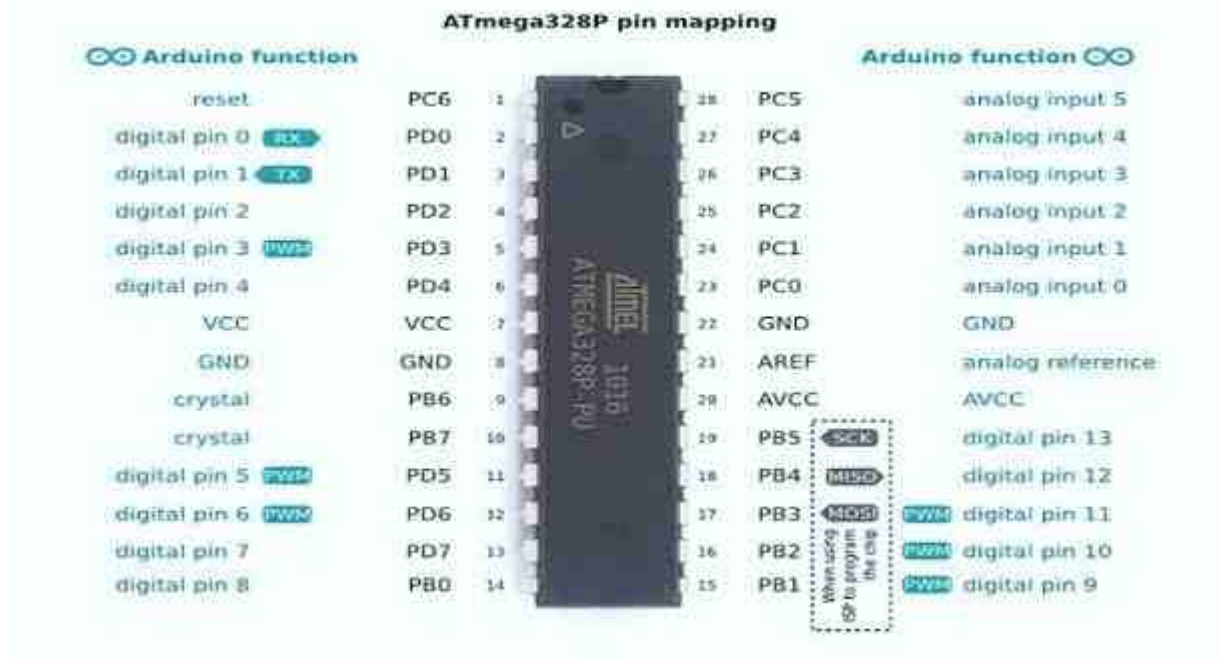 ATmega328P pin mapping
Arduino function Arduino function
reset PC6 1 28 PC5 analog input 5
digital pin 0 RX PD0 2 27 PC4 analog input 4
digital pin 1 TX PD1 3 26 PC3 analog input 3
digital pin 2 PD2 4 25 PC2 analog input 2
digital pin 3 PWM PD3 5 24 PC1 analog input 1
digital pin 4 PD4 6 23 PC0 analog input 0
VCC VCC 7 22 GND GND
GND GND 8 21 AREF analog reference
crystal PB6 9 20 AVCC AVCC
crystal PB7 10 19 PB5 SCK digital pin 13
digital pin 5 PWM PD5 11 18 PB4 MISO digital pin 12
digital pin 6 PWM PD6 12 17 PB3 MOSI PWM digital pin 11
digital pin 7 PD7 13 16 PB2 PWM digital pin 10
digital pin 8 PB0 14 15 PB1 PWM digital pin 9
When using
ISP to program
the chip
ATMEL 1016
ATMEGA328P-PU